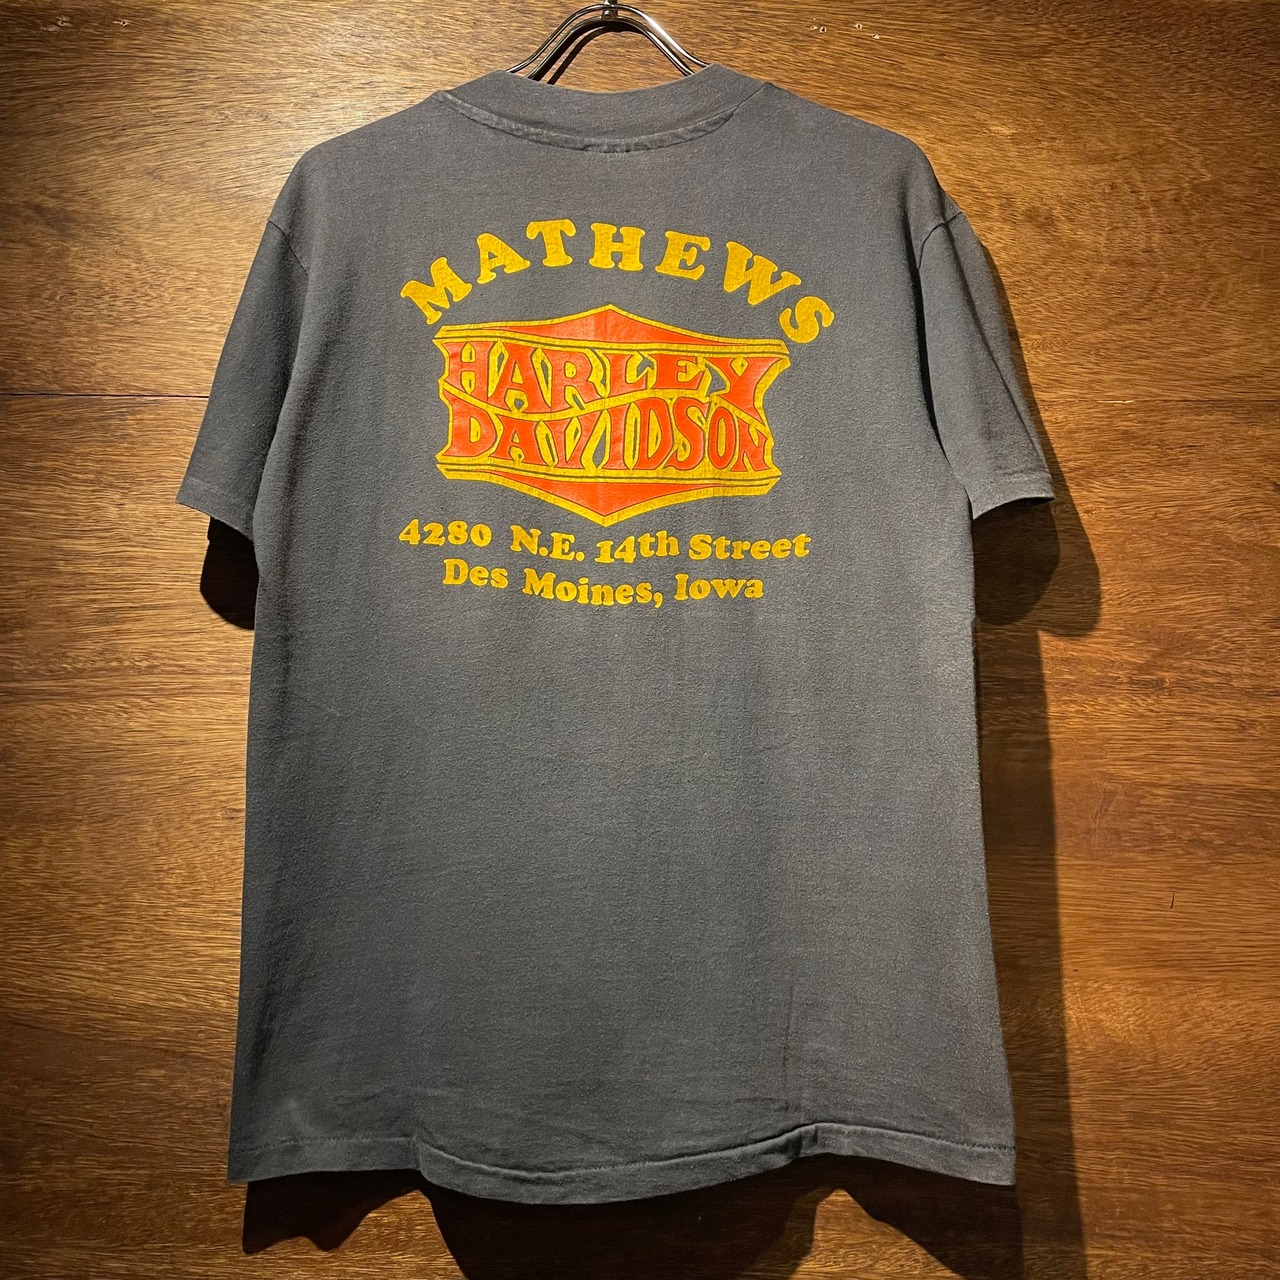 MATHEWS
HARLEY
DAVIDSON
4280 N.E. 14th Street
Des Moines, Iowa